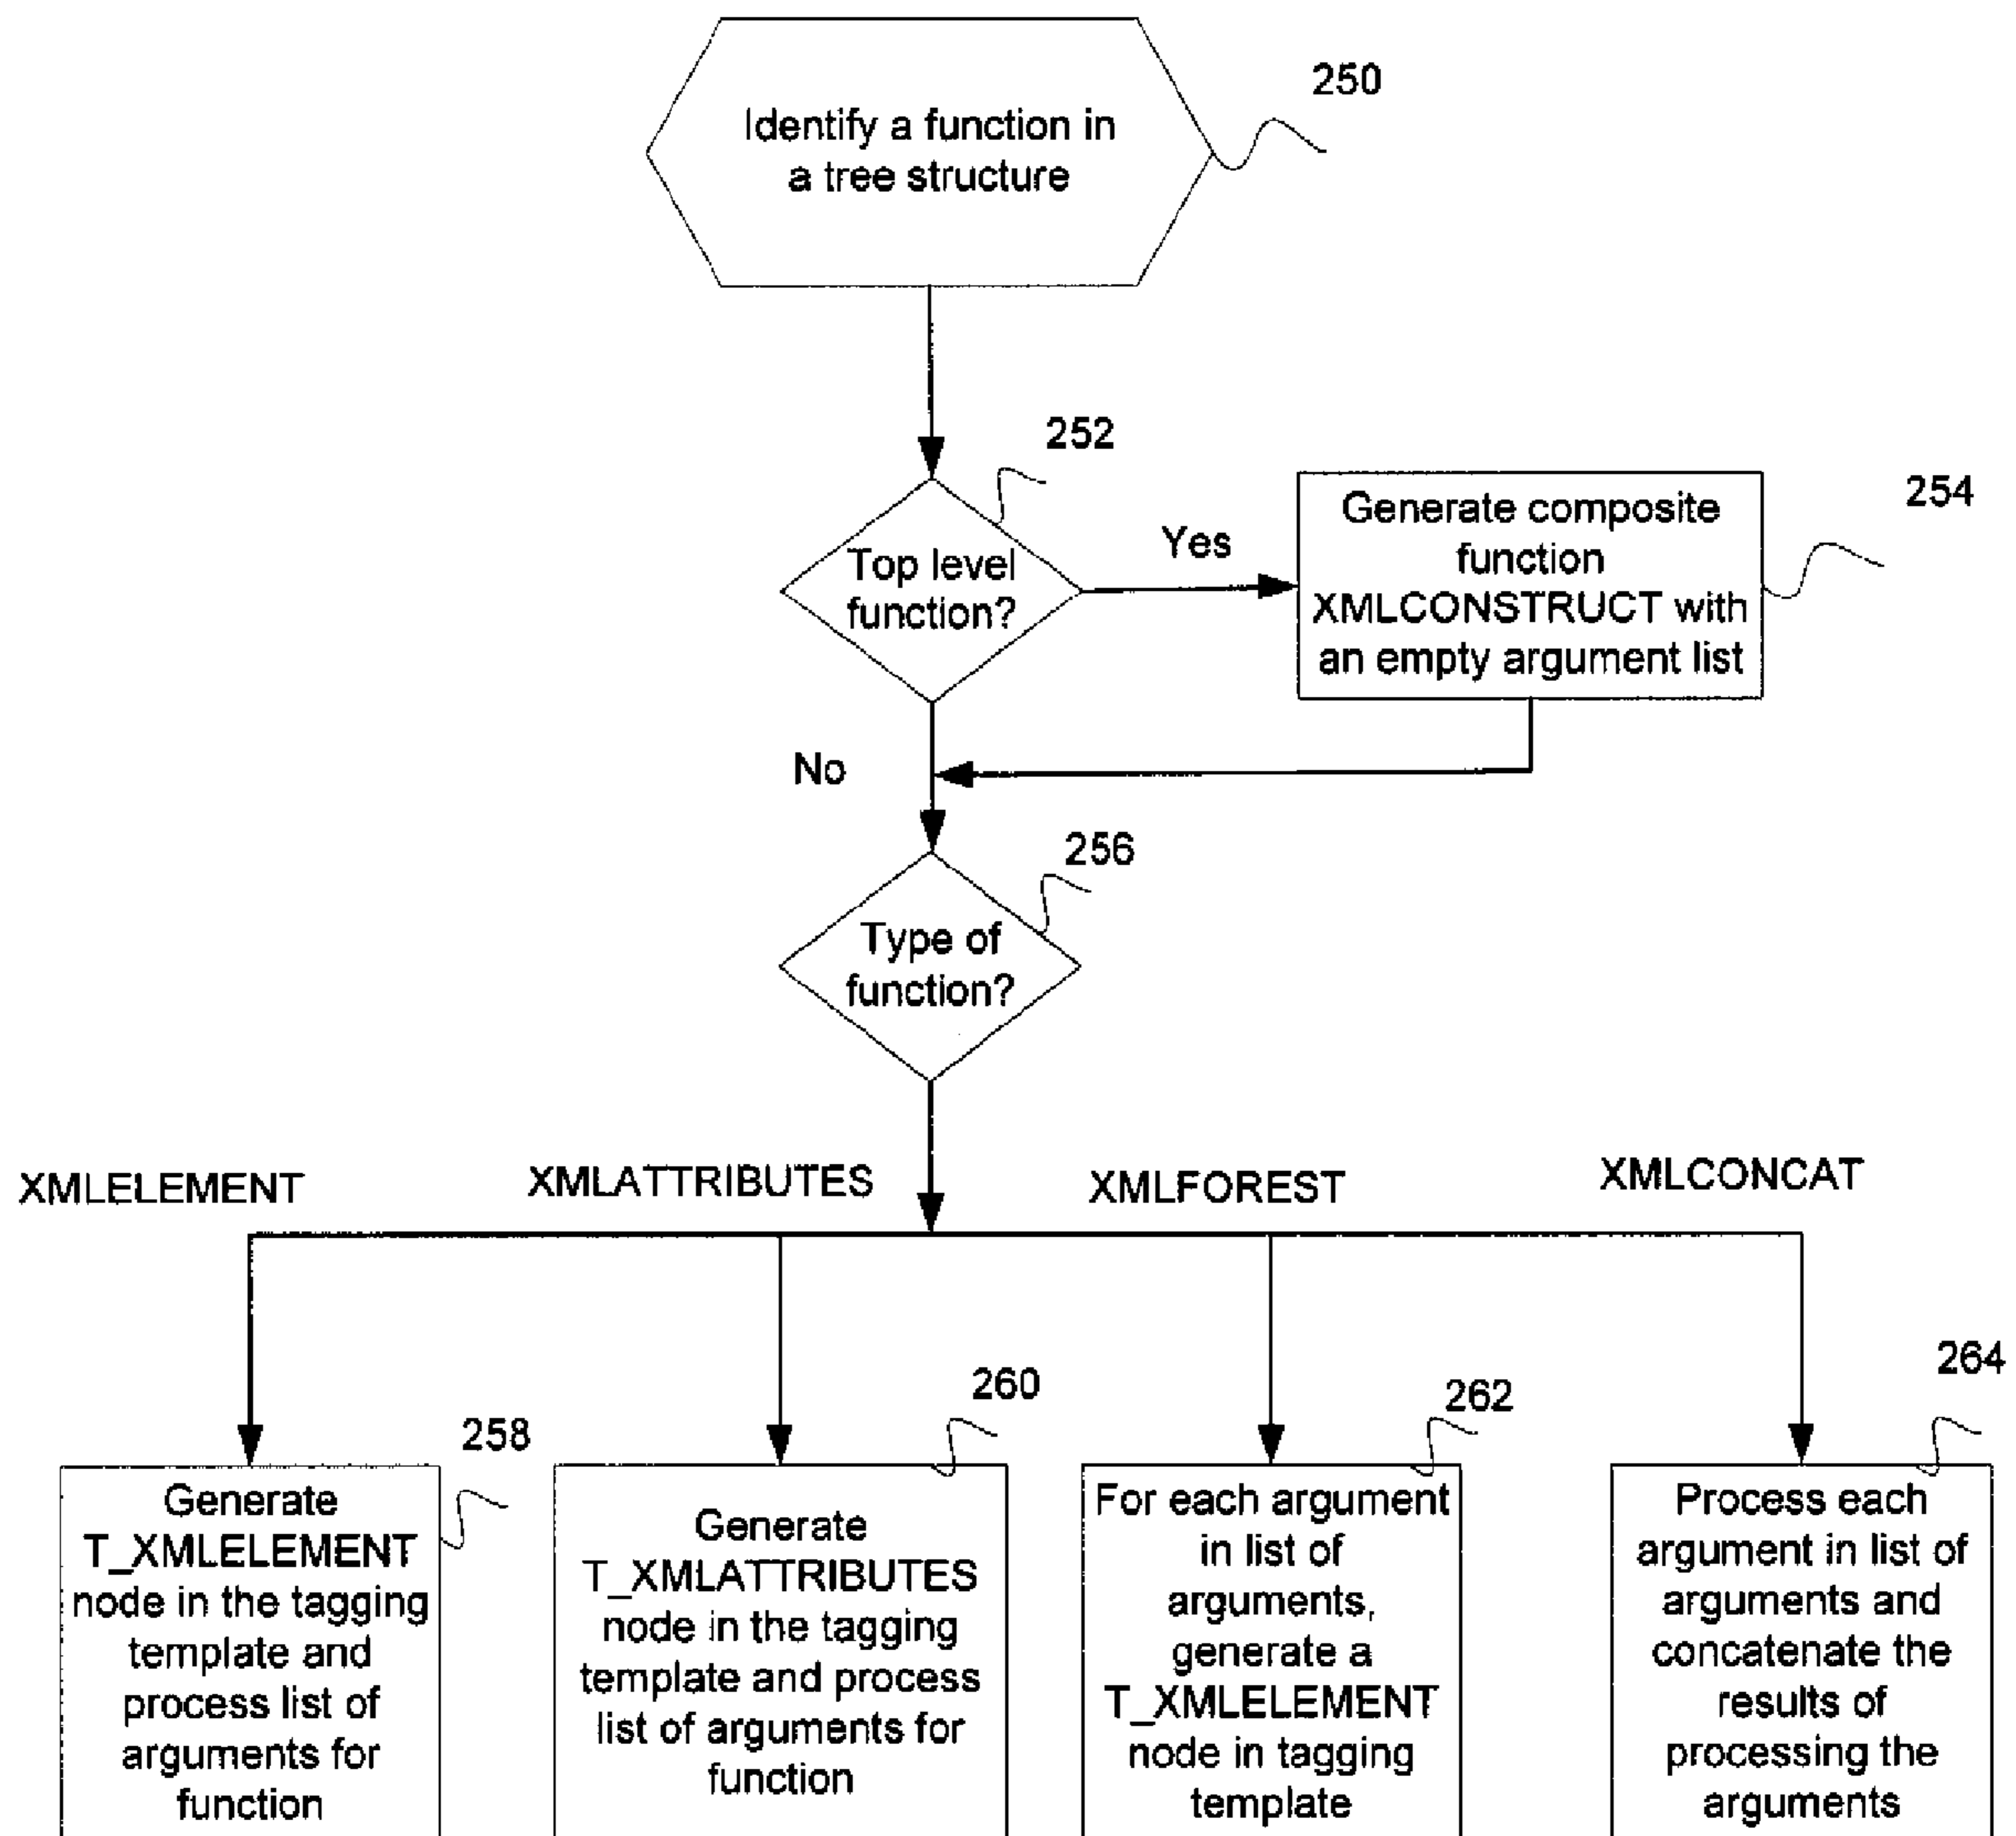 250
Identify a function in
a tree structure
252
254
Generate composite
function
XMLCONSTRUCT with
an empty argument list
Yes
Top level
function?
No
256
Type of
function?
XMLELEMENT
XMLATTRIBUTES
XMLFOREST
XMLCONCAT
258
260
262
264
Generate
T_XMLELEMENT
node in the tagging
template and
process list of
arguments for
function
Generate
T_XMLATTRIBUTES
node in the tagging
template and process
list of arguments for
function
For each argument
in list of
arguments,
generate a
T_XMLELEMENT
node in tagging
template
Process each
argument in list of
arguments and
concatenate the
results of
processing the
arguments